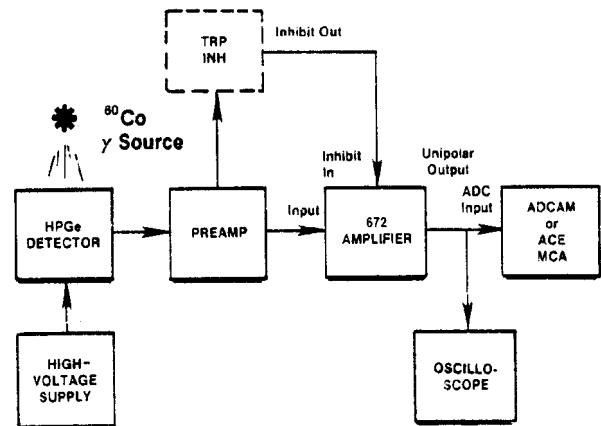 TRP
INH
Inhibit Out
⁶⁰Co
γ Source
Inhibit
In
Unipolar
Output
ADC
Input
HPGe
DETECTOR
PREAMP
Input
672
AMPLIFIER
ADCAM
or
ACE
MCA
HIGH-
VOLTAGE
SUPPLY
OSCILLO-
SCOPE